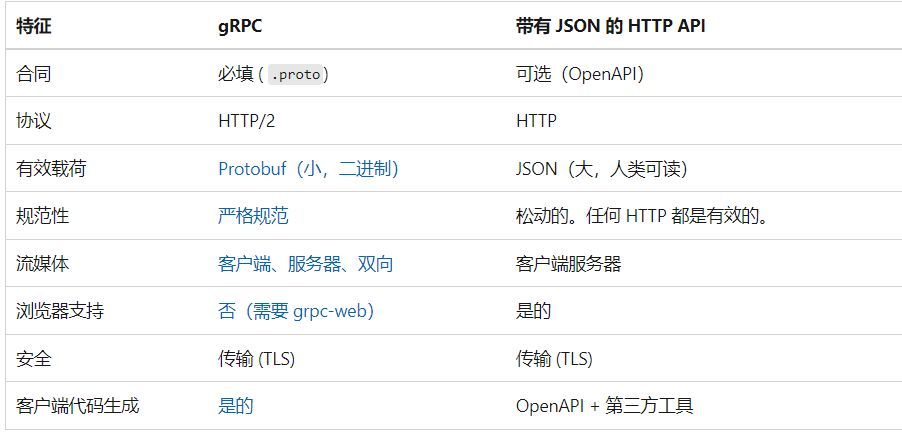 特征 gRPC 带有 JSON 的 HTTP API
合同 必填 ( .proto) 可选（OpenAPI）
协议 HTTP/2 HTTP
有效载荷 Protobuf（小，二进制） JSON（大，人类可读）
规范性 严格规范 松动的。任何 HTTP 都是有效的。
流媒体 客户端、服务器、双向 客户端服务器
浏览器支持 否（需要 grpc-web） 是的
安全 传输 (TLS) 传输 (TLS)
客户端代码生成 是的 OpenAPI + 第三方工具